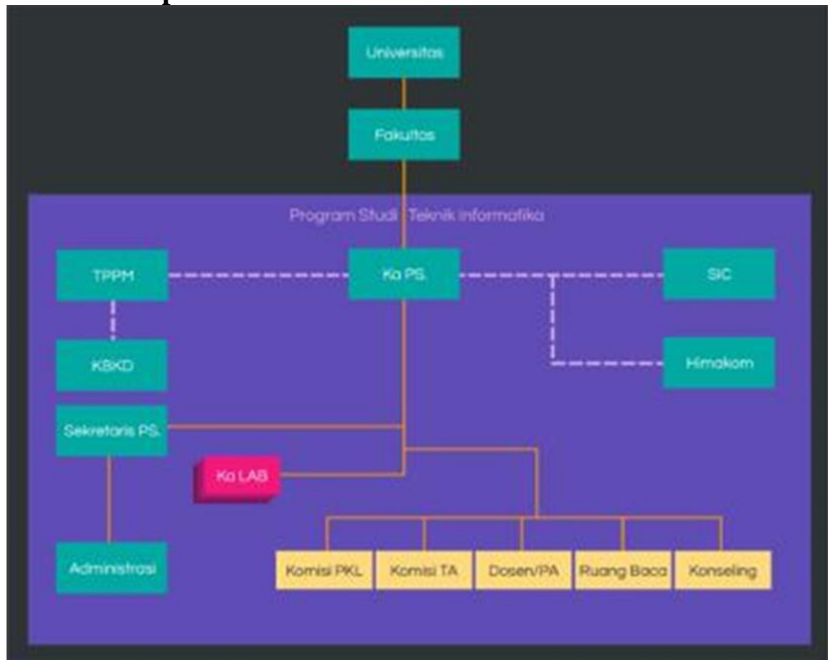 Universitas
Fakultas
Program Studi Teknik Informatika
TPPM
Ka PS.
SIC
KBKD
Himakom
Sekretaris PS.
Ka LAB
Administrasi
Komisi PKL
Komisi TA
Dosen/PA
Ruang Baca
Konseling